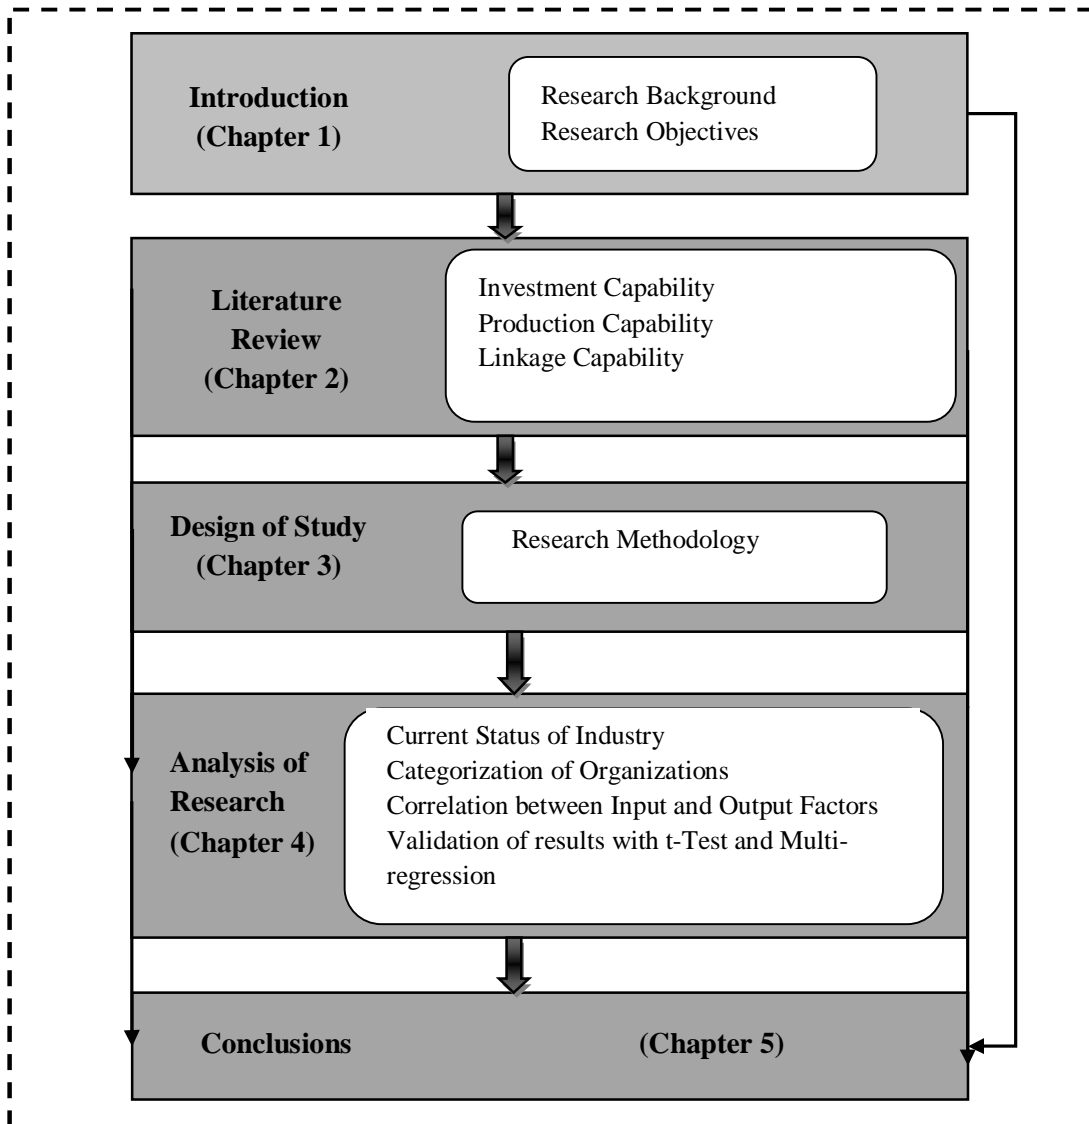 Introduction
(Chapter 1)
Research Background
Research Objectives
Literature
Review
(Chapter 2)
Investment Capability
Production Capability
Linkage Capability
Design of Study
(Chapter 3)
Research Methodology
Analysis of
Research
(Chapter 4)
Current Status of Industry
Categorization of Organizations
Correlation between Input and Output Factors
Validation of results with t-Test and Multi-
regression
Conclusions (Chapter 5)